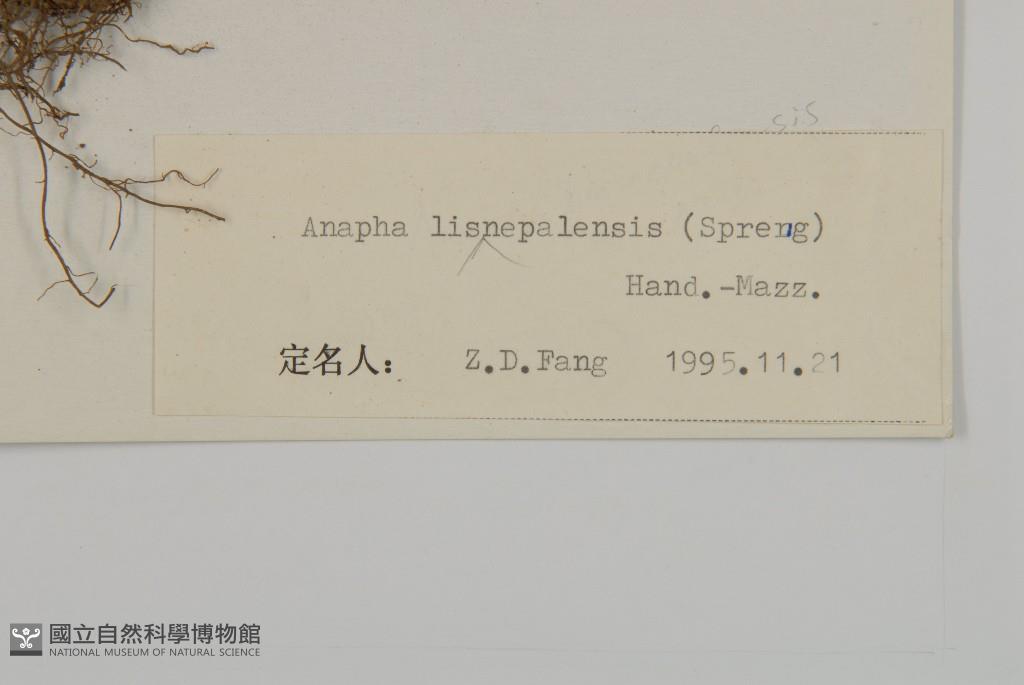 sis
Anapha lisnepalensis (Spreng)
Hand.-Mazz.
定名人: Z.D.Fang 1995.11.21
國立自然科學博物館
NATIONAL MUSEUM OF NATURAL SCIENCE